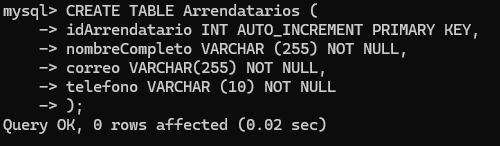 mysql> CREATE TABLE Arrendatarios (
    -> idArrendatario INT AUTO_INCREMENT PRIMARY KEY,
    -> nombreCompleto VARCHAR (255) NOT NULL,
    -> correo VARCHAR(255) NOT NULL,
    -> telefono VARCHAR (10) NOT NULL
    -> );
Query OK, 0 rows affected (0.02 sec)